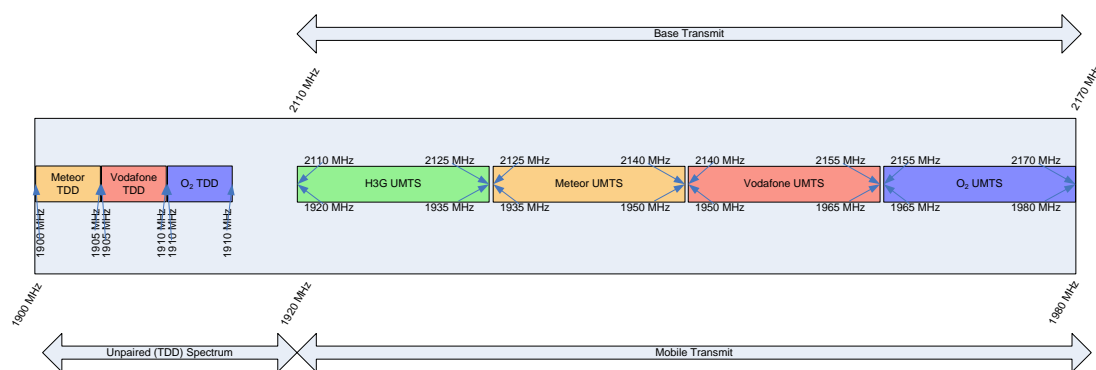 Base Transmit
2110 MHz
2170 MHz
Meteor
TDD
Vodafone
TDD
O2 TDD
1900 MHz
1905 MHz
1905 MHz
1910 MHz
1910 MHz
1910 MHz
2110 MHz
2125 MHz
2125 MHz
2140 MHz
2140 MHz
2155 MHz
2155 MHz
2170 MHz
H3G UMTS
Meteor UMTS
Vodafone UMTS
O2 UMTS
1920 MHz
1935 MHz
1935 MHz
1950 MHz
1950 MHz
1965 MHz
1965 MHz
1980 MHz
1900 MHz
1920 MHz
1980 MHz
Unpaired (TDD) Spectrum
Mobile Transmit